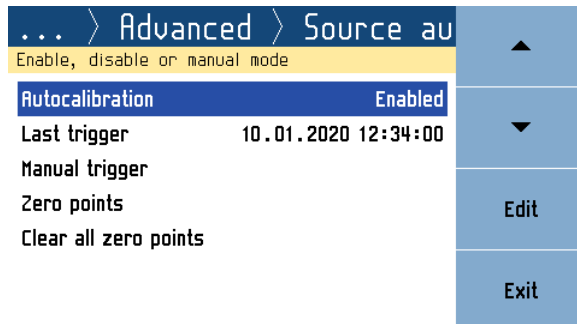 ... > Advanced > Source au
Enable, disable or manual mode
Autocalibration Enabled
Last trigger 10.01.2020 12:34:00
Manual trigger
Zero points
Clear all zero points
Edit
Exit